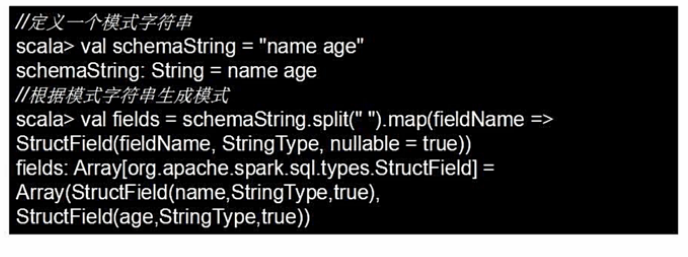 //定义一个模式字符串
scala> val schemaString = "name age"
schemaString: String = name age
//根据模式字符串生成模式
scala> val fields = schemaString.split(" ").map(fieldName =>
StructField(fieldName, StringType, nullable = true))
fields: Array[org.apache.spark.sql.types.StructField] =
Array(StructField(name,StringType,true),
StructField(age,StringType,true))